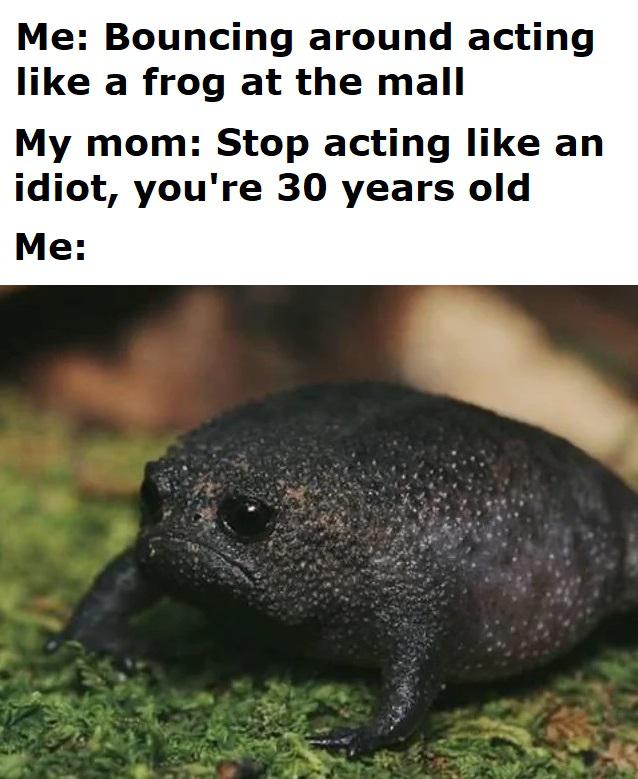 Me: Bouncing around acting
like a frog at the mall
My mom: Stop acting like an
idiot, you're 30 years old
Me: